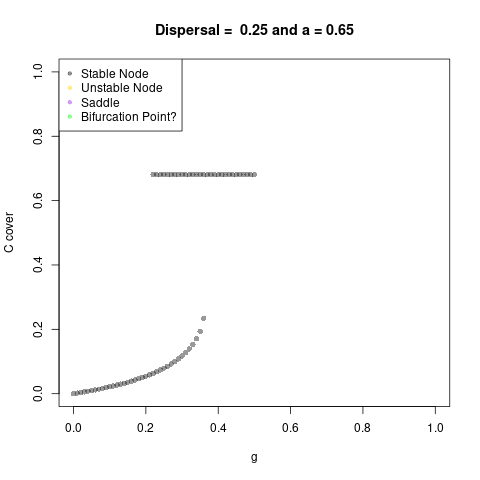 Dispersal =  0.25 and a = 0.65
Stable Node
Unstable Node
Saddle
Bifurcation Point?
C cover
1.0
0.8
0.6
0.4
0.2
0.0
0.0 0.2 0.4 0.6 0.8 1.0
g